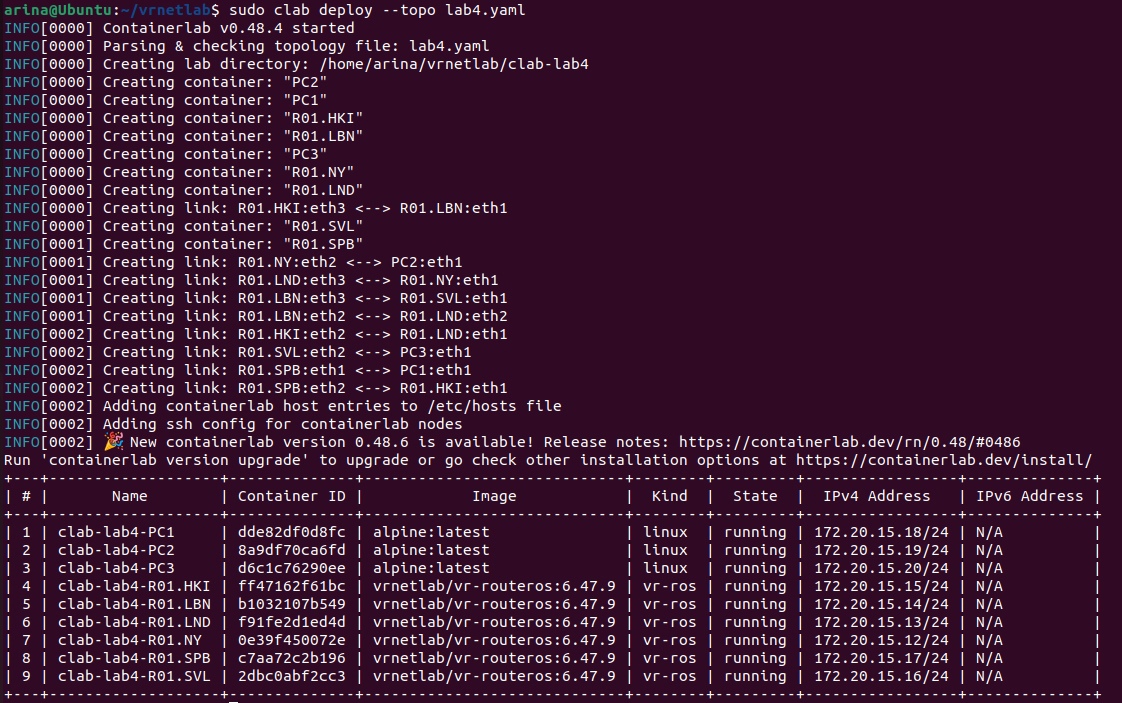 arina@Ubuntu:~/vrnetlab$ sudo clab deploy --topo lab4.yaml
INFO[0000] Containerlab v0.48.4 started
INFO[0000] Parsing & checking topology file: lab4.yaml
INFO[0000] Creating lab directory: /home/arina/vrnetlab/clab-lab4
INFO[0000] Creating container: "PC2"
INFO[0000] Creating container: "PC1"
INFO[0000] Creating container: "R01.HKI"
INFO[0000] Creating container: "R01.LBN"
INFO[0000] Creating container: "PC3"
INFO[0000] Creating container: "R01.NY"
INFO[0000] Creating container: "R01.LND"
INFO[0000] Creating link: R01.HKI:eth3 <--> R01.LBN:eth1
INFO[0000] Creating container: "R01.SVL"
INFO[0001] Creating container: "R01.SPB"
INFO[0001] Creating link: R01.NY:eth2 <--> PC2:eth1
INFO[0001] Creating link: R01.LND:eth3 <--> R01.NY:eth1
INFO[0001] Creating link: R01.LBN:eth3 <--> R01.SVL:eth1
INFO[0001] Creating link: R01.LBN:eth2 <--> R01.LND:eth2
INFO[0002] Creating link: R01.HKI:eth2 <--> R01.LND:eth1
INFO[0002] Creating link: R01.SVL:eth2 <--> PC3:eth1
INFO[0002] Creating link: R01.SPB:eth1 <--> PC1:eth1
INFO[0002] Creating link: R01.SPB:eth2 <--> R01.HKI:eth1
INFO[0002] Adding containerlab host entries to /etc/hosts file
INFO[0002] Adding ssh config for containerlab nodes
INFO[0002] 🎉 New containerlab version 0.48.6 is available! Release notes: https://containerlab.dev/rn/0.48/#0486
Run 'containerlab version upgrade' to upgrade or go check other installation options at https://containerlab.dev/install/
+---+-------------------+--------------+-----------------------------+--------+---------+-----------------+--------------+
| # | Name | Container ID | Image | Kind | State | IPv4 Address | IPv6 Address |
+---+-------------------+--------------+-----------------------------+--------+---------+-----------------+--------------+
| 1 | clab-lab4-PC1 | dde82df0d8fc | alpine:latest | linux | running | 172.20.15.18/24 | N/A |
| 2 | clab-lab4-PC2 | 8a9df70ca6fd | alpine:latest | linux | running | 172.20.15.19/24 | N/A |
| 3 | clab-lab4-PC3 | d6c1c76290ee | alpine:latest | linux | running | 172.20.15.20/24 | N/A |
| 4 | clab-lab4-R01.HKI | ff47162f61bc | vrnetlab/vr-routeros:6.47.9 | vr-ros | running | 172.20.15.15/24 | N/A |
| 5 | clab-lab4-R01.LBN | b1032107b549 | vrnetlab/vr-routeros:6.47.9 | vr-ros | running | 172.20.15.14/24 | N/A |
| 6 | clab-lab4-R01.LND | f91fe2d1ed4d | vrnetlab/vr-routeros:6.47.9 | vr-ros | running | 172.20.15.13/24 | N/A |
| 7 | clab-lab4-R01.NY | 0e39f450072e | vrnetlab/vr-routeros:6.47.9 | vr-ros | running | 172.20.15.12/24 | N/A |
| 8 | clab-lab4-R01.SPB | c7aa72c2b196 | vrnetlab/vr-routeros:6.47.9 | vr-ros | running | 172.20.15.17/24 | N/A |
| 9 | clab-lab4-R01.SVL | 2dbc0abf2cc3 | vrnetlab/vr-routeros:6.47.9 | vr-ros | running | 172.20.15.16/24 | N/A |
+---+-------------------+--------------+-----------------------------+--------+---------+-----------------+--------------+